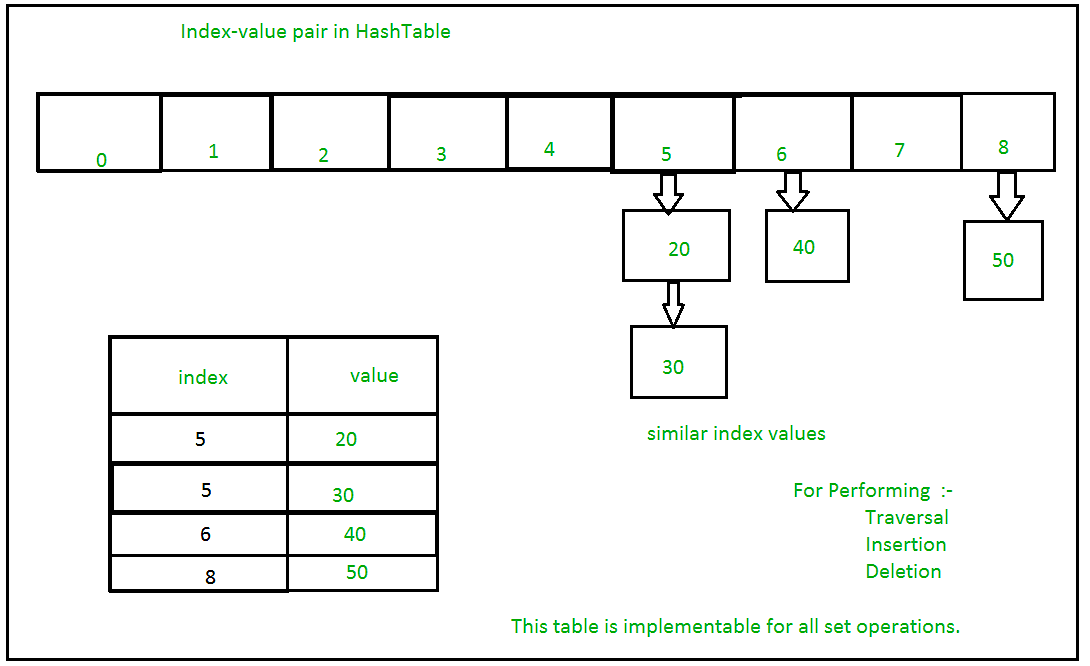 Index-value pair in HashTable
0 1 2 3 4 5 6 7 8
20 40 50
30
index value
5 20
5 30
6 40
8 50
similar index values
For Performing :-
Traversal
Insertion
Deletion
This table is implementable for all set operations.